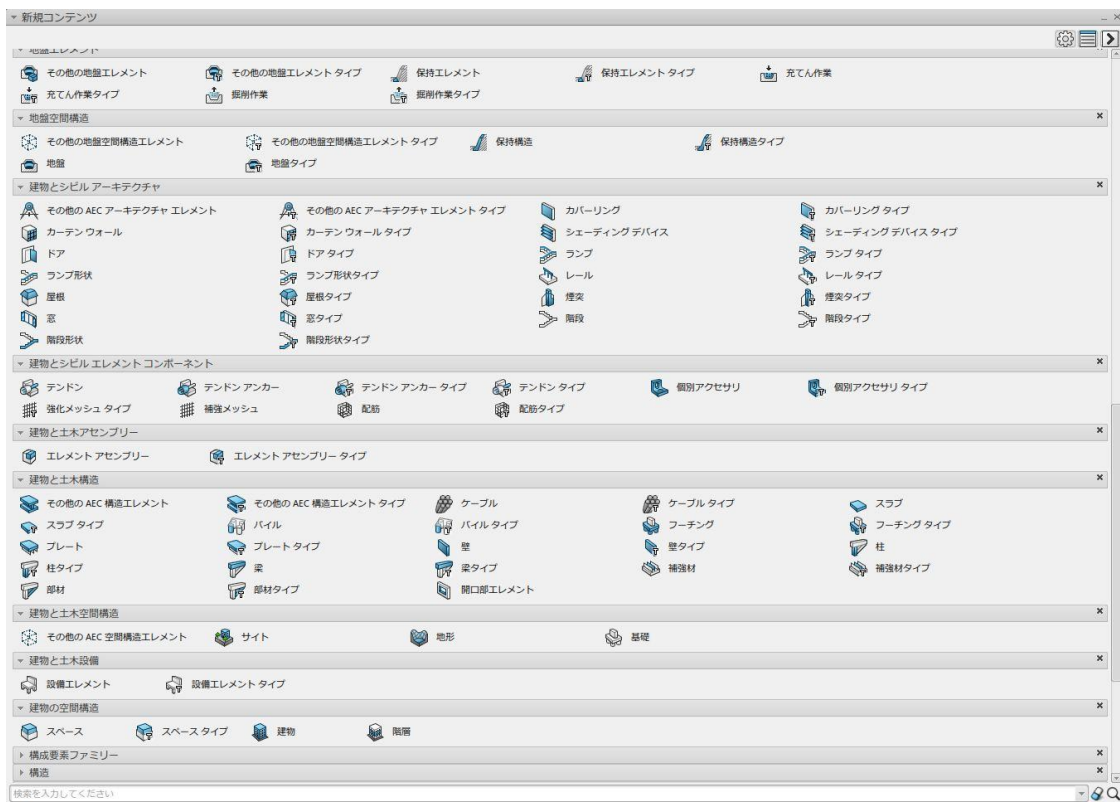 新規コンテンツ
地盤エレメント
その他の地盤エレメント その他の地盤エレメント タイプ 保持エレメント 保持エレメント タイプ 充てん作業
充てん作業タイプ 掘削作業 掘削作業タイプ
地盤空間構造
その他の地盤空間構造エレメント その他の地盤空間構造エレメント タイプ 保持構造 保持構造タイプ
地盤 地盤タイプ
建物とシビル アーキテクチャ
その他の AEC アーキテクチャ エレメント その他の AEC アーキテクチャ エレメント タイプ カバーリング カバーリング タイプ
カーテン ウォール カーテン ウォール タイプ シェーディング デバイス シェーディング デバイス タイプ
ドア ドア タイプ ランプ ランプ タイプ
ランプ形状 ランプ形状タイプ レール レール タイプ
屋根 屋根タイプ 煙突 煙突タイプ
窓 窓タイプ 階段 階段タイプ
階段形状 階段形状タイプ
建物とシビル エレメント コンポーネント
テンドン テンドン アンカー テンドン アンカー タイプ テンドン タイプ 個別アクセサリ 個別アクセサリ タイプ
強化メッシュ タイプ 補強メッシュ 配筋 配筋タイプ
建物と土木アセンブリー
エレメント アセンブリー エレメント アセンブリー タイプ
建物と土木構造
その他の AEC 構造エレメント その他の AEC 構造エレメント タイプ ケーブル ケーブル タイプ スラブ
スラブ タイプ パイル パイル タイプ フーチング フーチング タイプ
プレート プレート タイプ 壁 壁タイプ 柱
柱タイプ 梁 梁タイプ 補強材 補強材タイプ
部材 部材タイプ 開口部エレメント
建物と土木空間構造
その他の AEC 空間構造エレメント サイト 地形 基礎
建物と土木設備
設備エレメント 設備エレメント タイプ
建物の空間構造
スペース スペース タイプ 建物 階層
構成要素ファミリー
構造
検索を入力してください